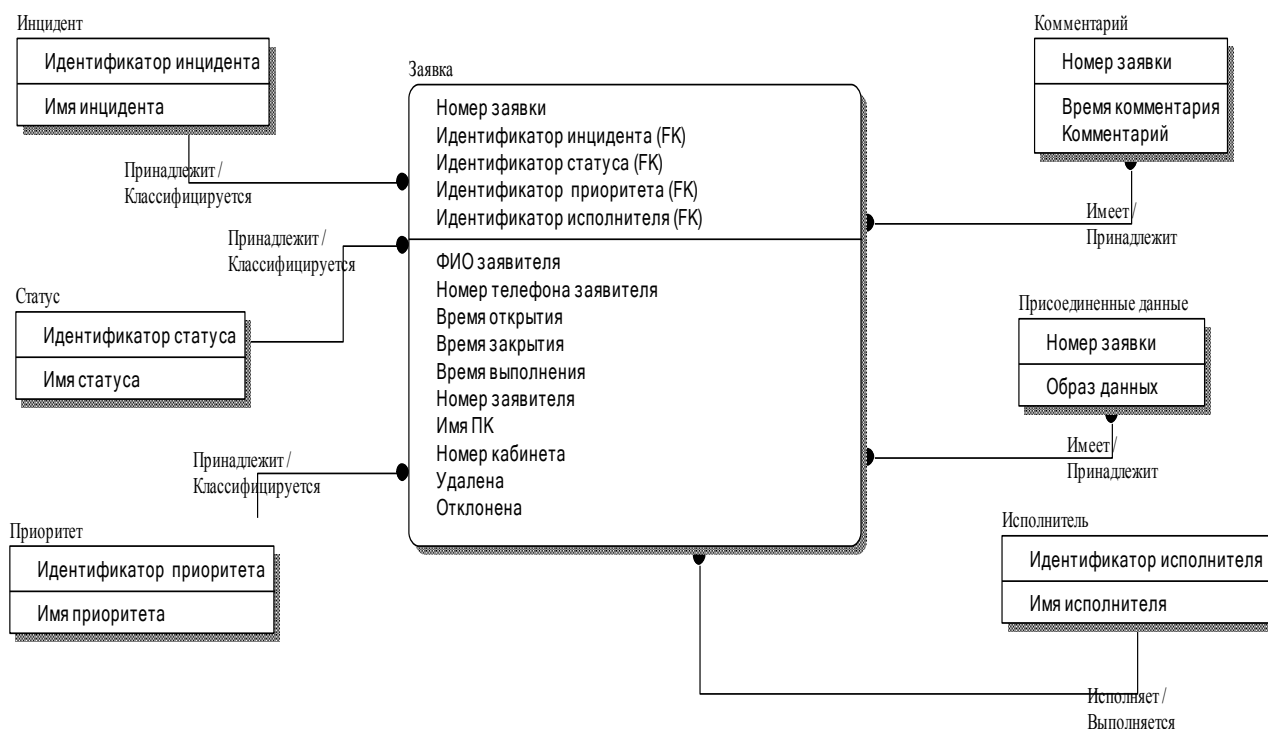 Инцидент
Идентификатор инцидента
Имя инцидента
Принадлежит /
Классифицируется
Статус
Идентификатор статуса
Имя статуса
Принадлежит /
Классифицируется
Приоритет
Идентификатор приоритета
Имя приоритета
Принадлежит /
Классифицируется
Заявка
Номер заявки
Идентификатор инцидента (FK)
Идентификатор статуса (FK)
Идентификатор приоритета (FK)
Идентификатор исполнителя (FK)
ФИО заявителя
Номер телефона заявителя
Время открытия
Время закрытия
Время выполнения
Номер заявителя
Имя ПК
Номер кабинета
Удалена
Отклонена
Комментарий
Номер заявки
Время комментария
Комментарий
Имеет /
Принадлежит
Присоединенные данные
Номер заявки
Образ данных
Имеет /
Принадлежит
Исполнитель
Идентификатор исполнителя
Имя исполнителя
Исполняет /
Выполняется